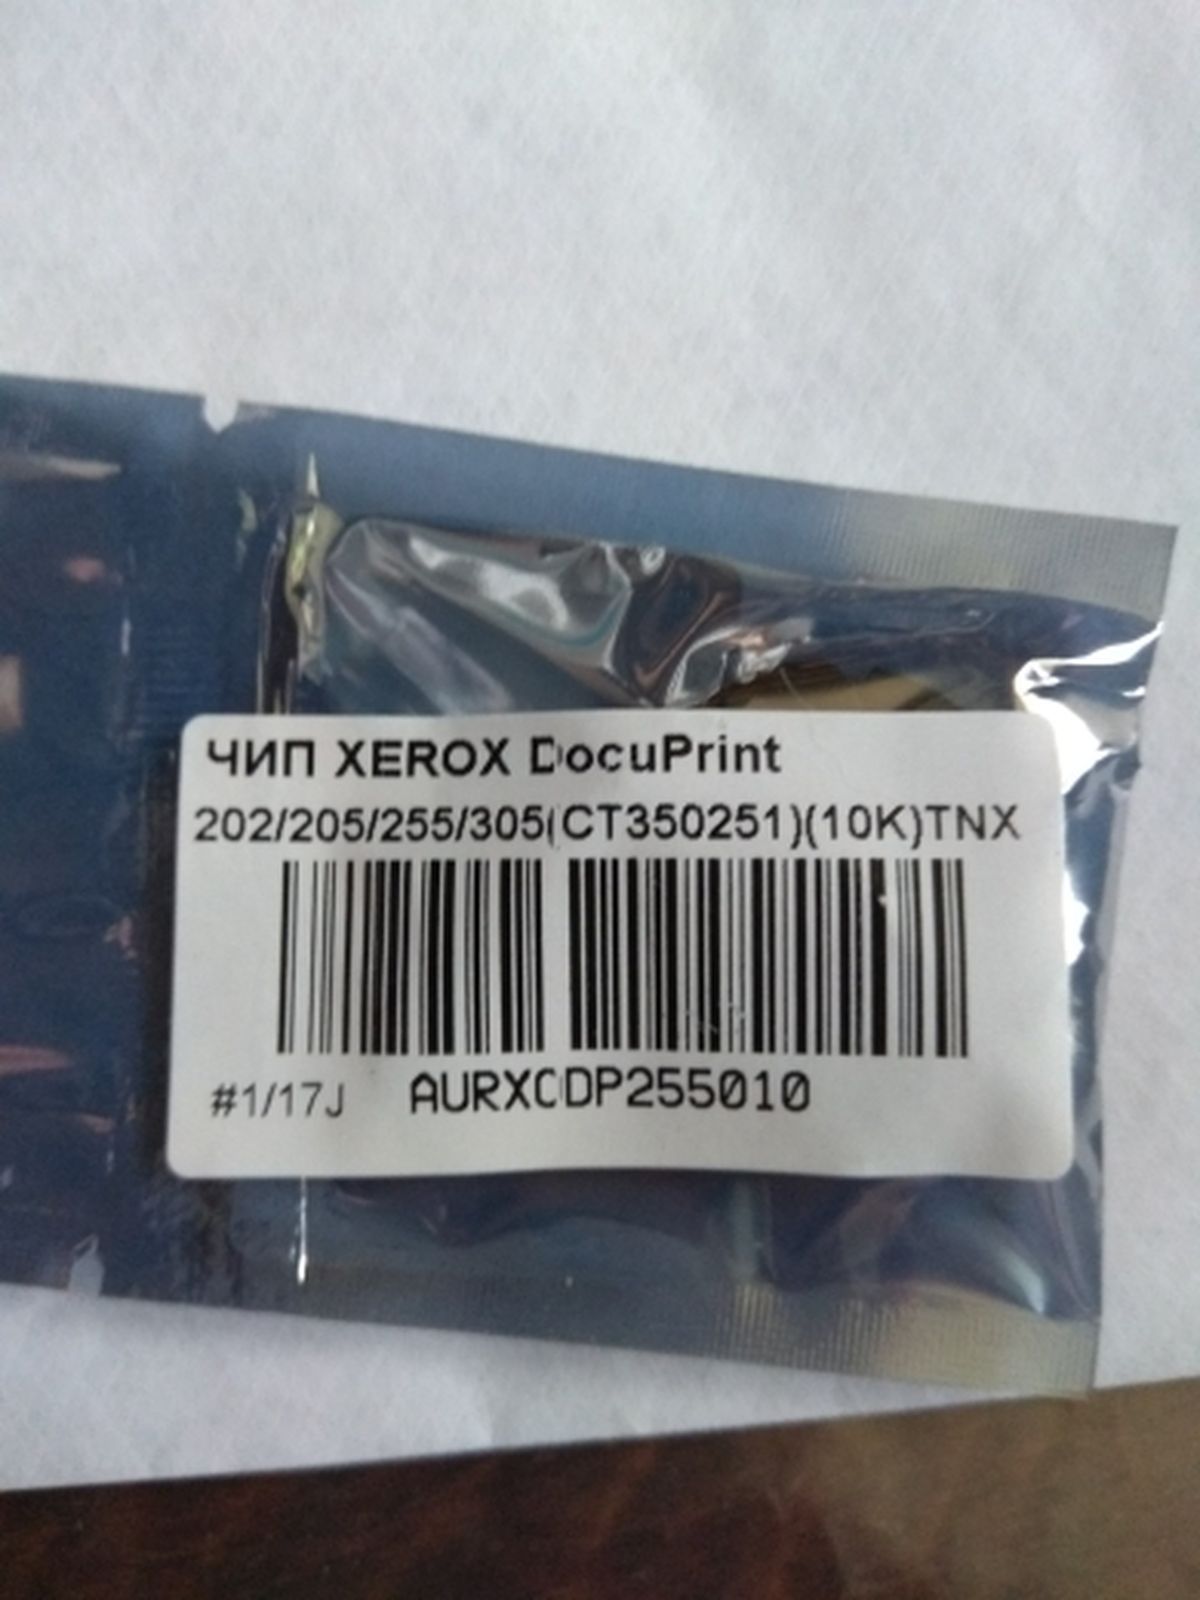 ЧИП XEROX DocuPrint
202/205/255/305(CT350251)(10K)TNX
#1/17J AURXCDP255010